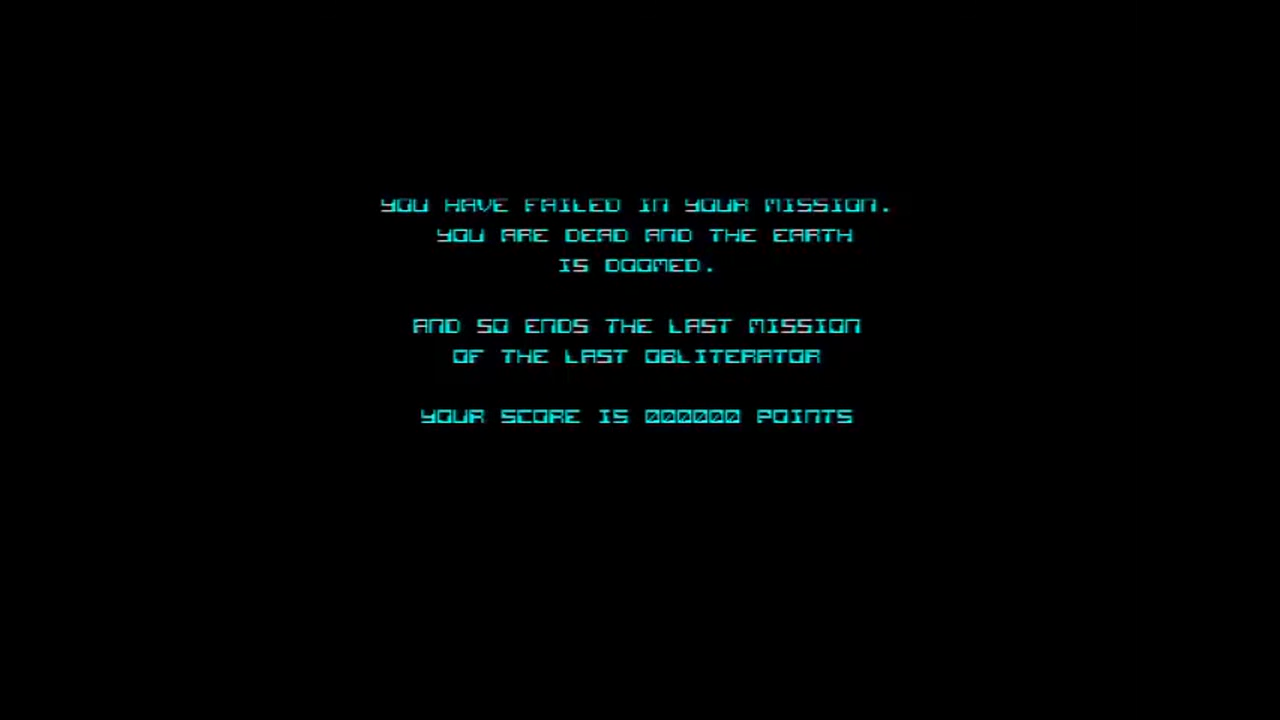 YOU HAVE FAILED IN YOUR MISSION.
YOU ARE DEAD AND THE EARTH
IS DOOMED.
AND SO ENDS THE LAST MISSION
OF THE LAST OBLITERATOR
YOUR SCORE IS 000000 POINTS